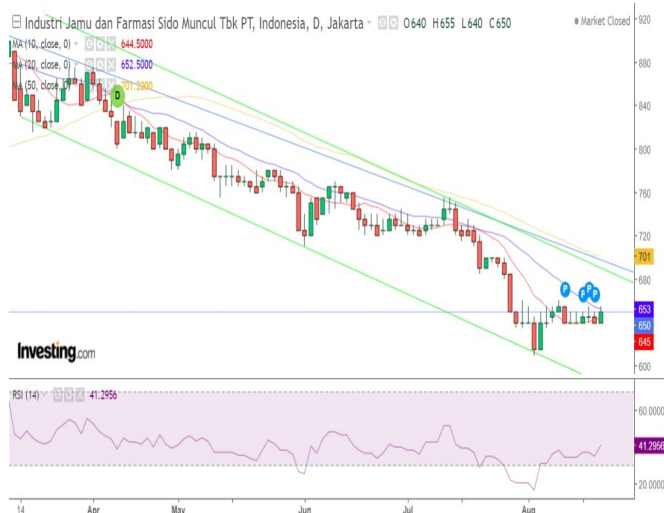 Industri Jamu dan Farmasi Sido Muncul Tbk PT, Indonesia, D, Jakarta O640 H655 L640 C650
Market Closed
MA (10, close, 0) 644.5000
MA (20, close, 0) 652.5000
MA (50, close, 0) 701.2000
D
P P P P
920
880
840
800
760
720
701
680
653
650
645
600
Investing.com
RSI (14) 41.2956
60.0000
41.2956
20.0000
14 Apr May Jun Jul Aug